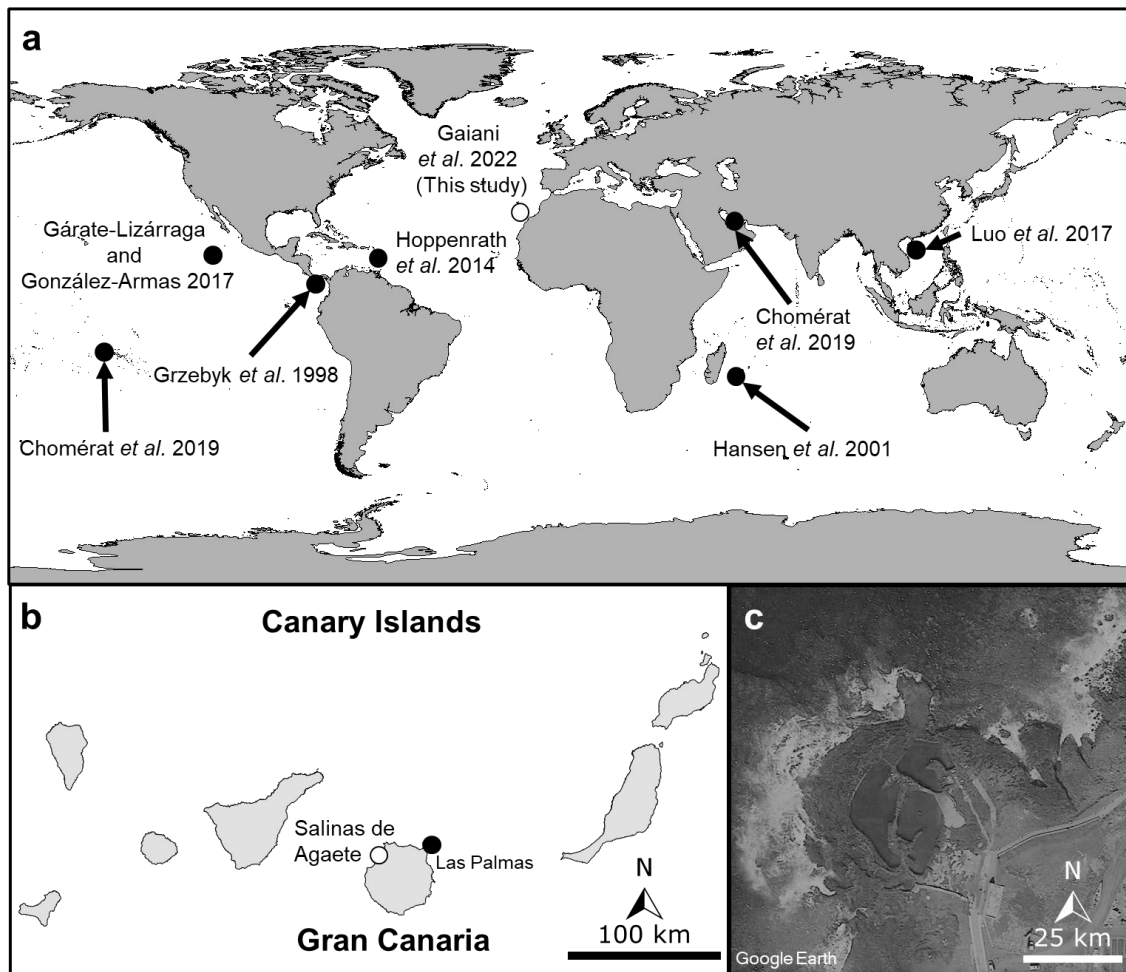 a
Gaiani
et al. 2022
(This study)
Gárate-Lizárraga
and
González-Armas 2017
Hoppenrath
et al. 2014
Luo et al. 2017
Chomérat
et al. 2019
Grzebyk et al. 1998
Chomérat et al. 2019
Hansen et al. 2001
b
Canary Islands
Salinas de
Agaete
Las Palmas
N
100 km
Gran Canaria
c
N
25 km
Google Earth